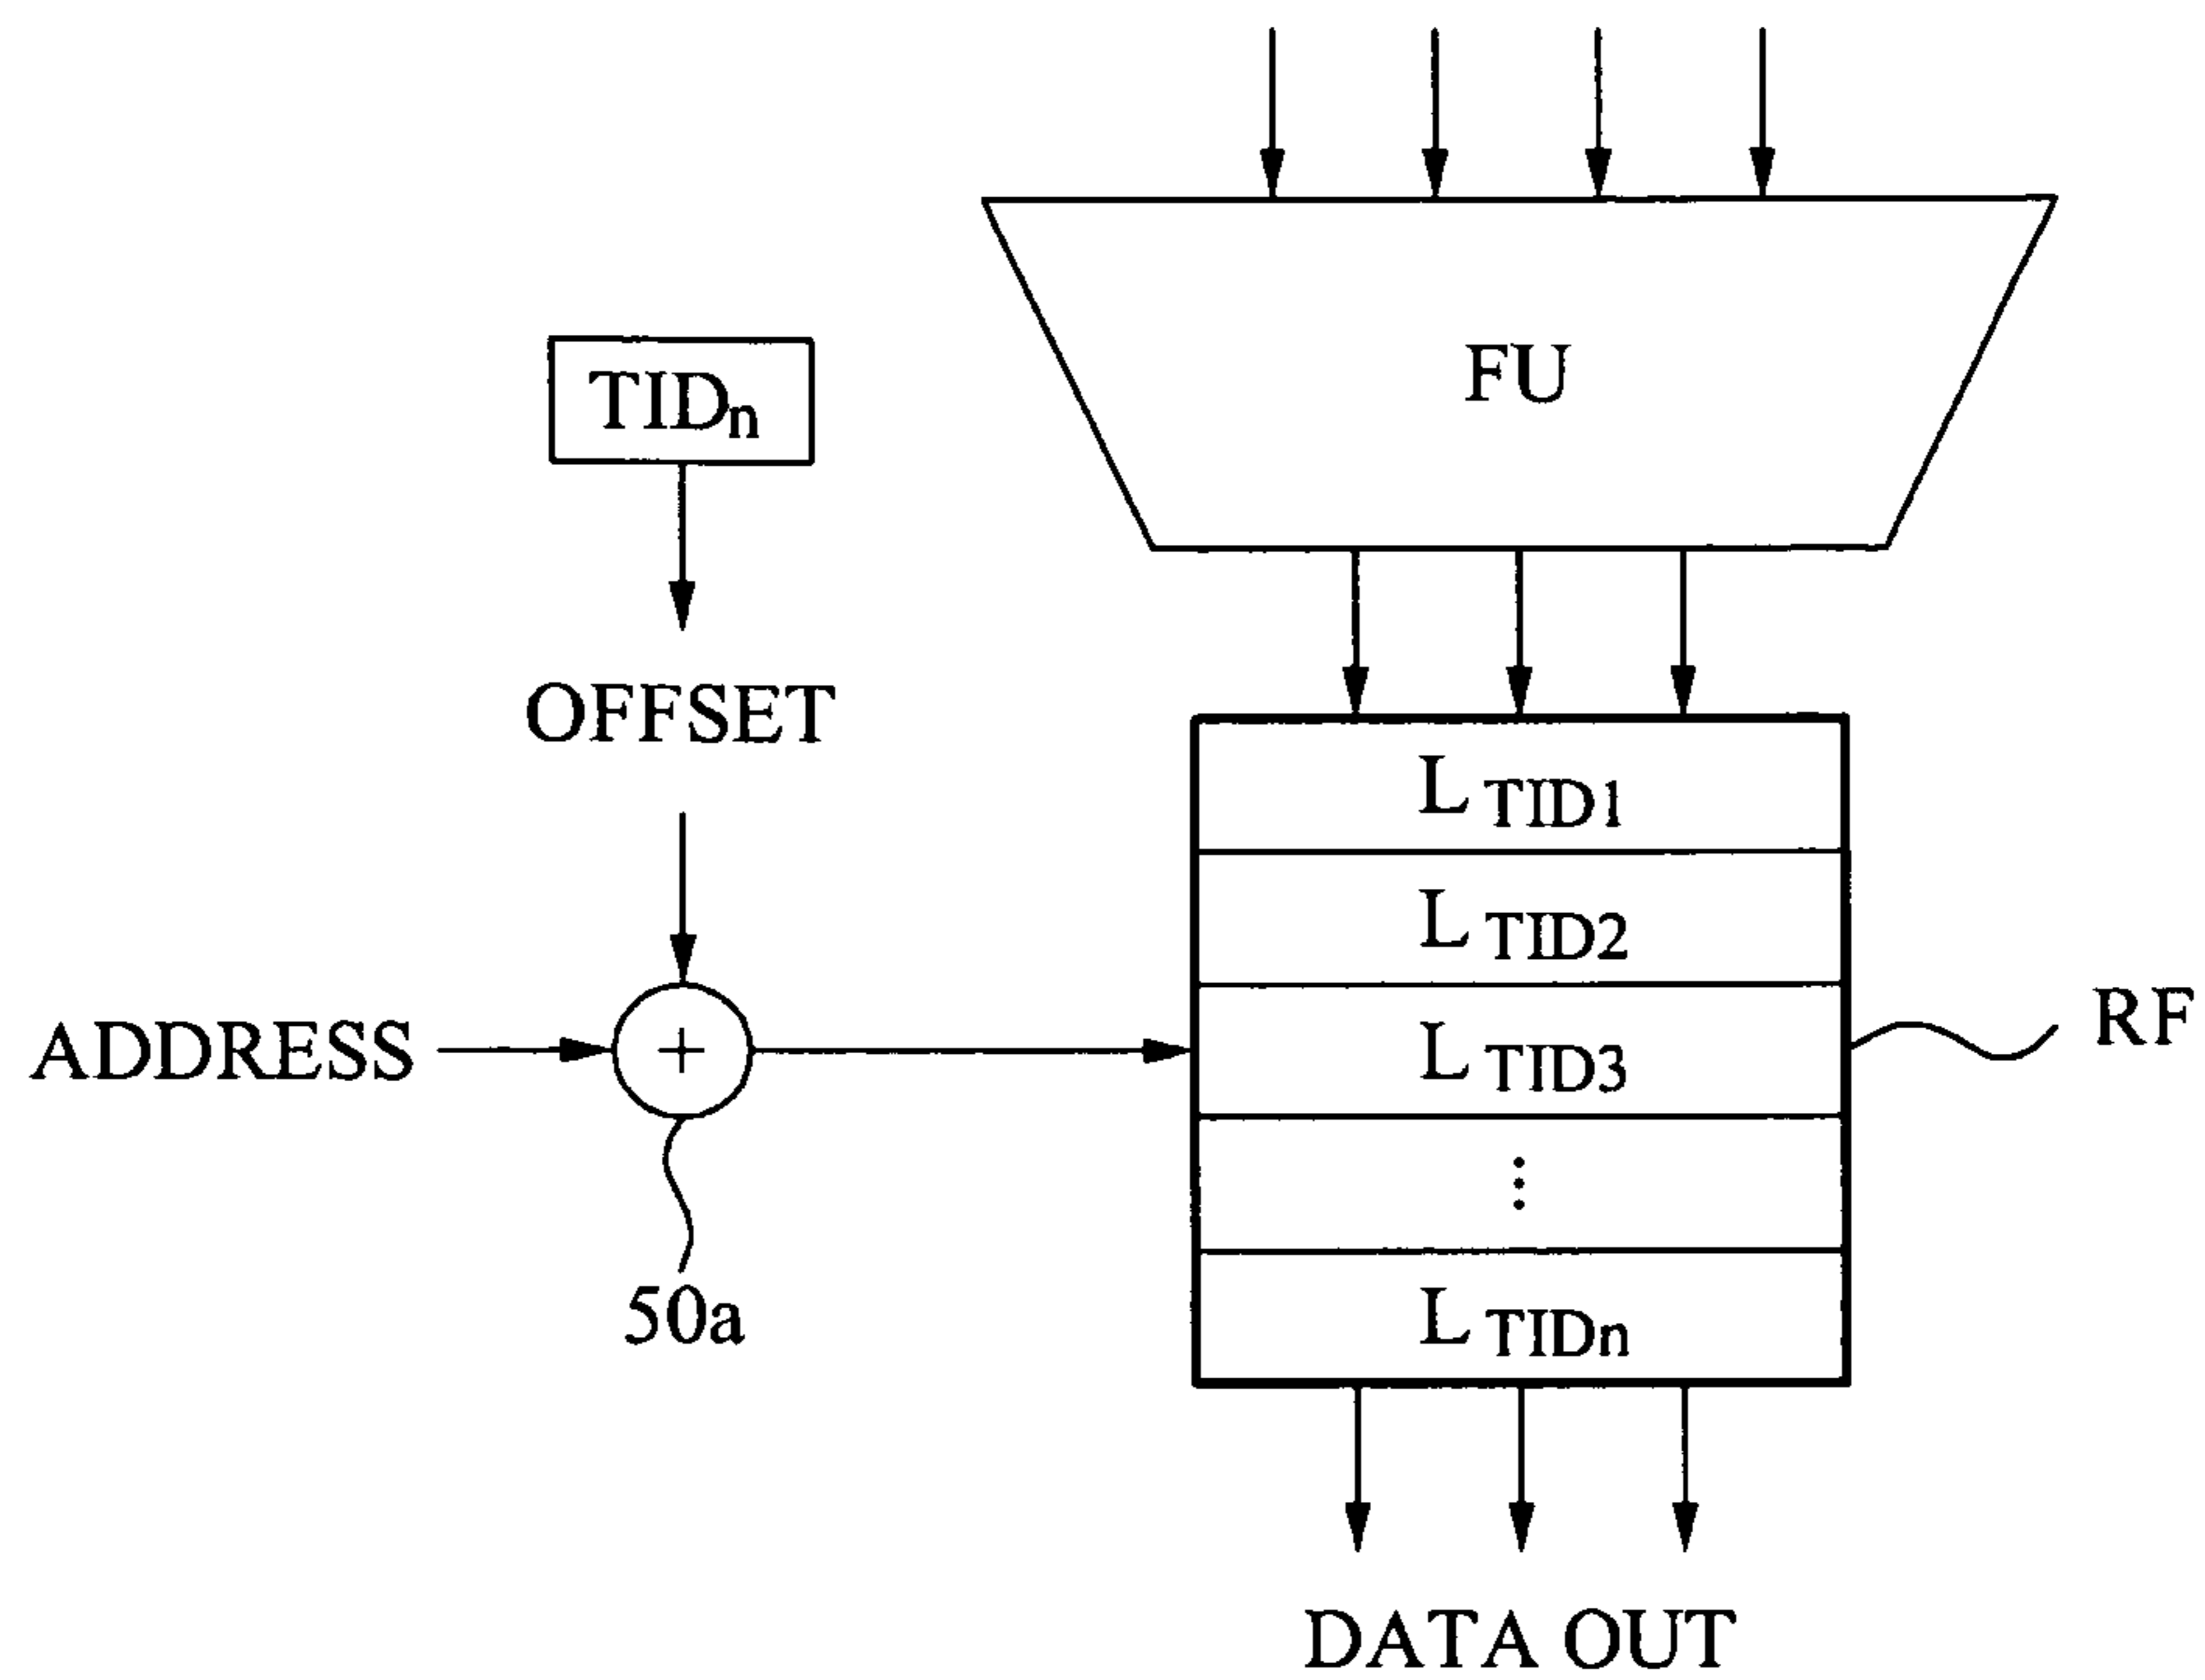 FU
TIDn
OFFSET
L TID1
L TID2
ADDRESS
+
L TID3
RF
⋮
50a
L TIDn
DATA OUT